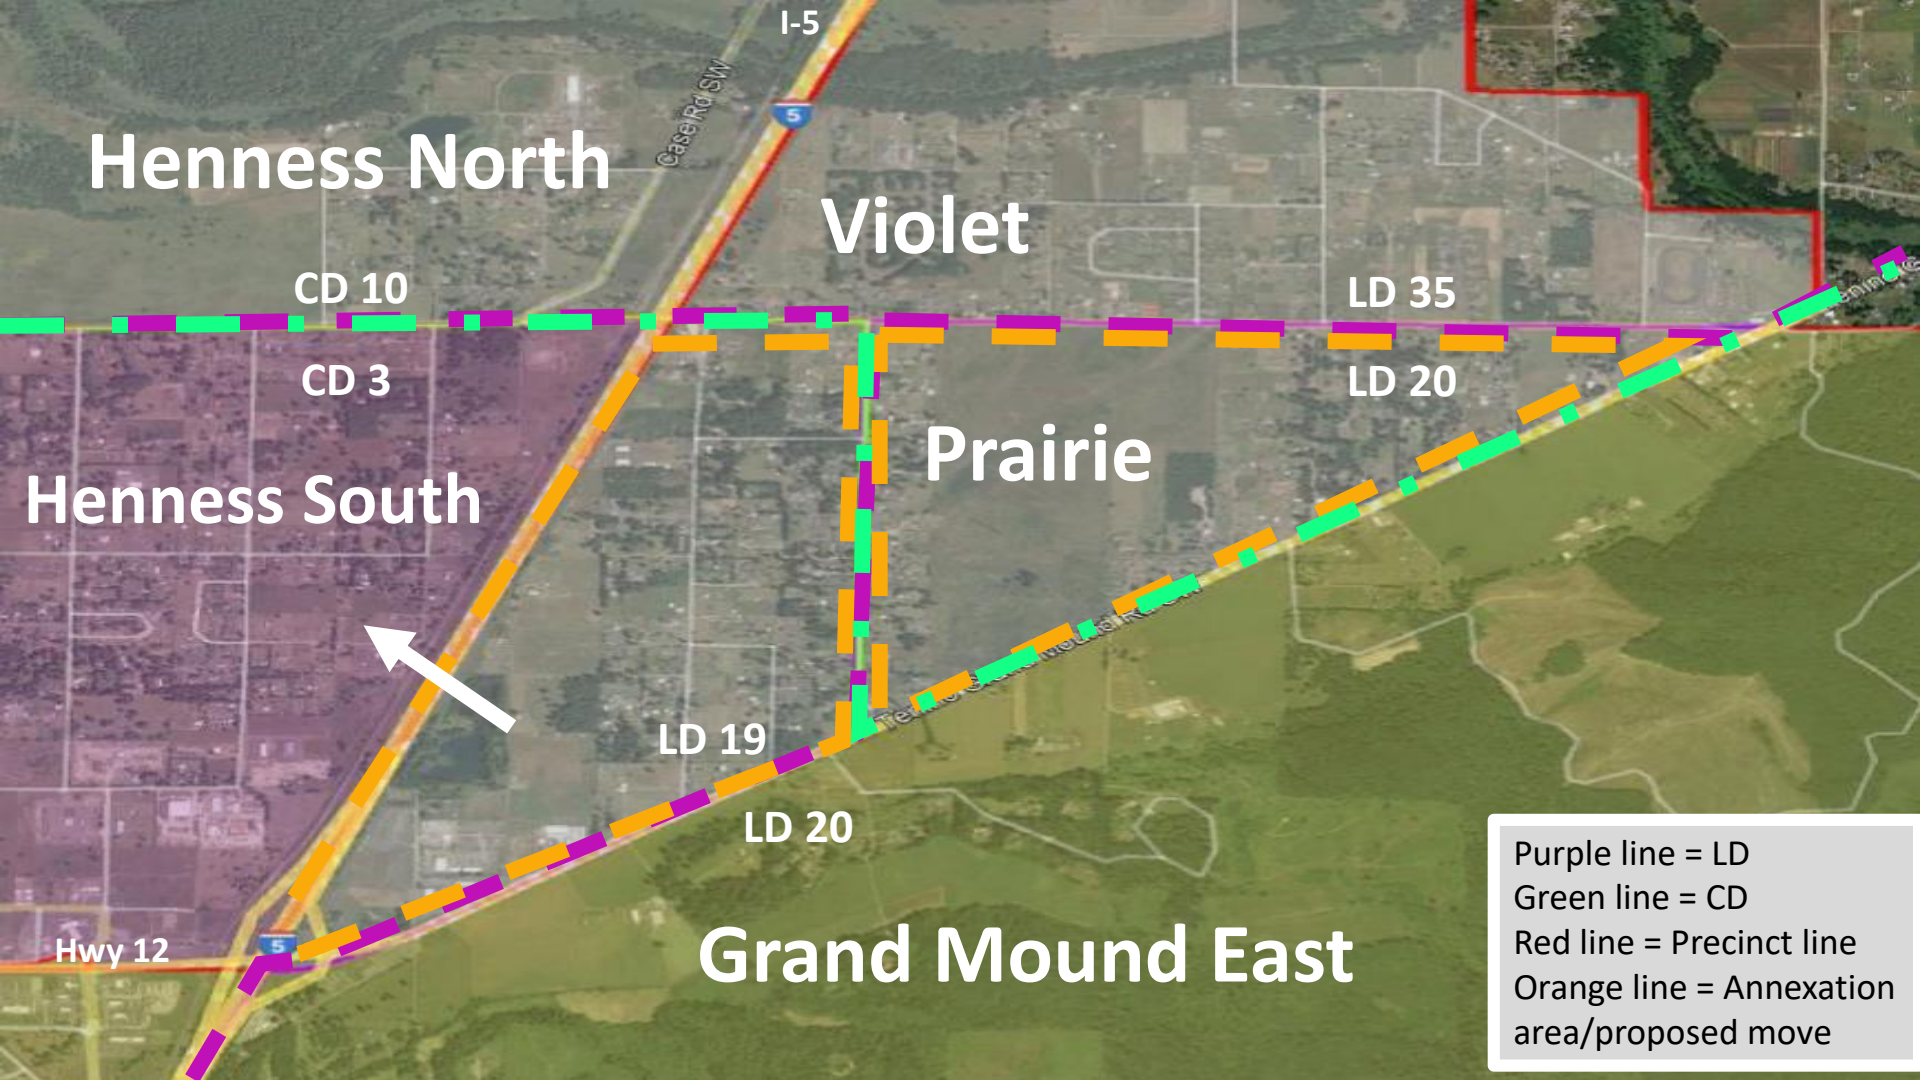 I-5
Case Rd SW
5
Henness North
Violet
CD 10
LD 35
CD 3
LD 20
Prairie
Henness South
LD 19
LD 20
Hwy 12
5
Grand Mound East
Purple line = LD
Green line = CD
Red line = Precinct line
Orange line = Annexation
area/proposed move